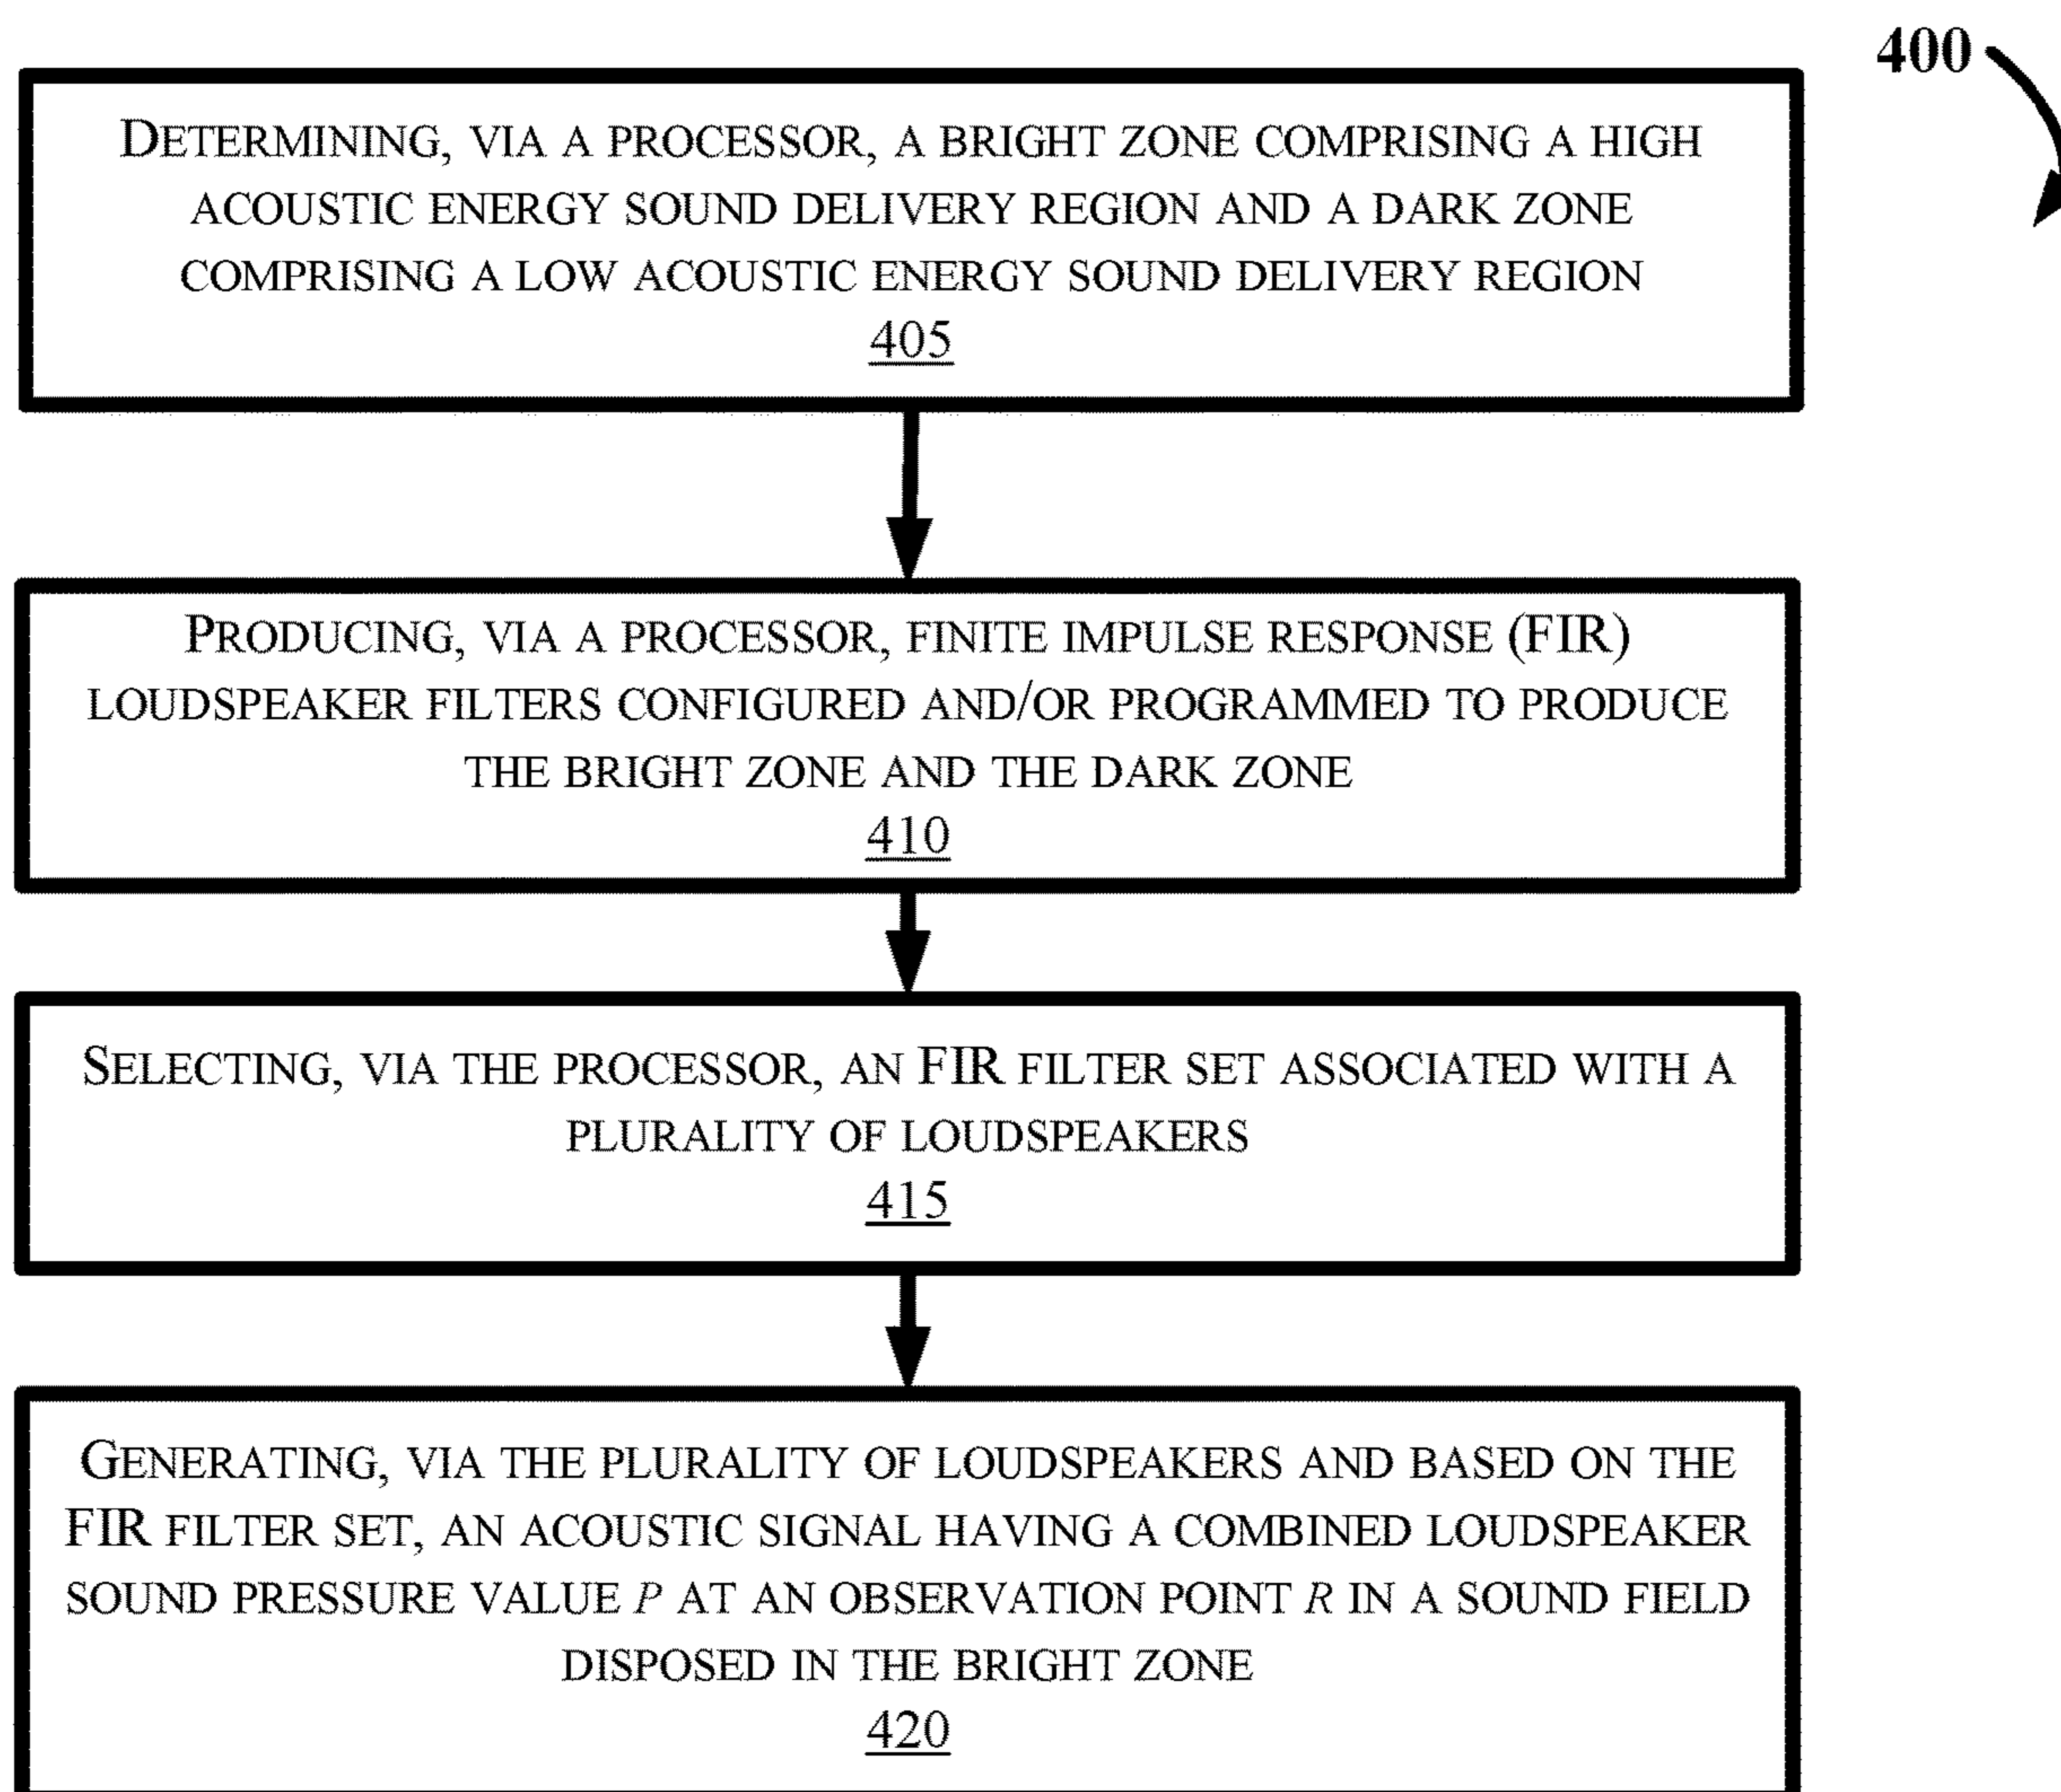 400
DETERMINING, VIA A PROCESSOR, A BRIGHT ZONE COMPRISING A HIGH
ACOUSTIC ENERGY SOUND DELIVERY REGION AND A DARK ZONE
COMPRISING A LOW ACOUSTIC ENERGY SOUND DELIVERY REGION
405
PRODUCING, VIA A PROCESSOR, FINITE IMPULSE RESPONSE (FIR)
LOUDSPEAKER FILTERS CONFIGURED AND/OR PROGRAMMED TO PRODUCE
THE BRIGHT ZONE AND THE DARK ZONE
410
SELECTING, VIA THE PROCESSOR, AN FIR FILTER SET ASSOCIATED WITH A
PLURALITY OF LOUDSPEAKERS
415
GENERATING, VIA THE PLURALITY OF LOUDSPEAKERS AND BASED ON THE
FIR FILTER SET, AN ACOUSTIC SIGNAL HAVING A COMBINED LOUDSPEAKER
SOUND PRESSURE VALUE P AT AN OBSERVATION POINT R IN A SOUND FIELD
DISPOSED IN THE BRIGHT ZONE
420